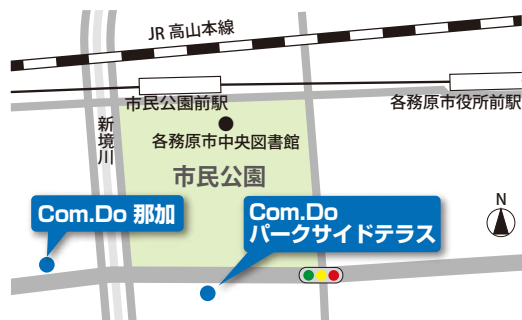 JR 高山本線
市民公園前駅
各務原市役所前駅
新境川
各務原市中央図書館
市民公園
Com.Do 那加
Com.Do
パークサイドテラス
N